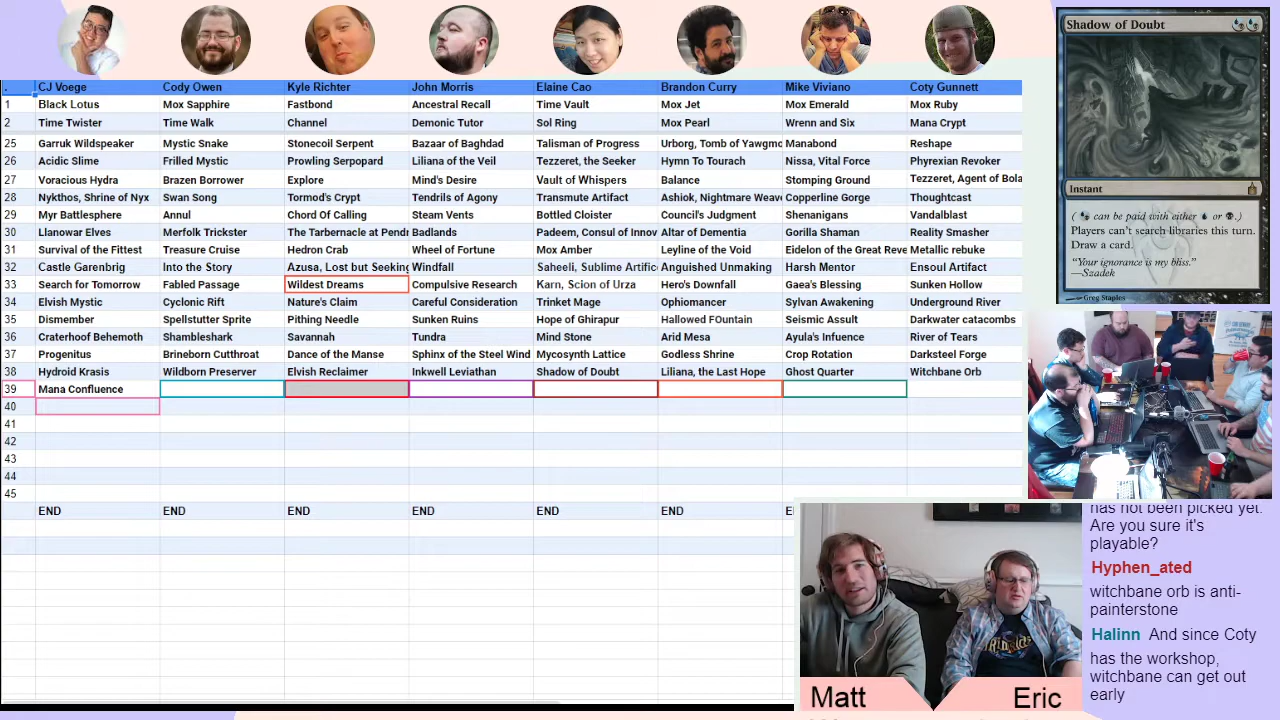 . CJ Voege Cody Owen Kyle Richter John Morris Elaine Cao Brandon Curry Mike Viviano Coty Gunnett
1 Black Lotus Mox Sapphire Fastbond Ancestral Recall Time Vault Mox Jet Mox Emerald Mox Ruby
2 Time Twister Time Walk Channel Demonic Tutor Sol Ring Mox Pearl Wrenn and Six Mana Crypt
25 Garruk Wildspeaker Mystic Snake Stonecoil Serpent Bazaar of Baghdad Talisman of Progress Urborg, Tomb of Yawgmo Manabond Reshape
26 Acidic Slime Frilled Mystic Prowling Serpopard Liliana of the Veil Tezzeret, the Seeker Hymn To Tourach Nissa, Vital Force Phyrexian Revoker
27 Voracious Hydra Brazen Borrower Explore Mind's Desire Vault of Whispers Balance Stomping Ground Tezzeret, Agent of Bola
28 Nykthos, Shrine of Nyx Swan Song Tormod's Crypt Tendrils of Agony Transmute Artifact Ashiok, Nightmare Weav Copperline Gorge Thoughtcast
29 Myr Battlesphere Annul Chord Of Calling Steam Vents Bottled Cloister Council's Judgment Shenanigans Vandalblast
30 Llanowar Elves Merfolk Trickster The Tarbernacle at Pendr Badlands Padeem, Consul of Innov Altar of Dementia Gorilla Shaman Reality Smasher
31 Survival of the Fittest Treasure Cruise Hedron Crab Wheel of Fortune Mox Amber Leyline of the Void Eidelon of the Great Reve Metallic rebuke
32 Castle Garenbrig Into the Story Azusa, Lost but Seeking Windfall Saheeli, Sublime Artific Anguished Unmaking Harsh Mentor Ensoul Artifact
33 Search for Tomorrow Fabled Passage Wildest Dreams Compulsive Research Karn, Scion of Urza Hero's Downfall Gaea's Blessing Sunken Hollow
34 Elvish Mystic Cyclonic Rift Nature's Claim Careful Consideration Trinket Mage Ophiomancer Sylvan Awakening Underground River
35 Dismember Spellstutter Sprite Pithing Needle Sunken Ruins Hope of Ghirapur Hallowed FOuntain Seismic Assult Darkwater catacombs
36 Craterhoof Behemoth Shambleshark Savannah Tundra Mind Stone Arid Mesa Ayula's Infuence River of Tears
37 Progenitus Brineborn Cutthroat Dance of the Manse Sphinx of the Steel Wind Mycosynth Lattice Godless Shrine Crop Rotation Darksteel Forge
38 Hydroid Krasis Wildborn Preserver Elvish Reclaimer Inkwell Leviathan Shadow of Doubt Liliana, the Last Hope Ghost Quarter Witchbane Orb
39 Mana Confluence
40
41
42
43
44
45
END END END END END END E
Shadow of Doubt
Instant
( can be paid with either or .)
Players can't search libraries this turn.
Draw a card.
"Your ignorance is my bliss."
—Szadek
Greg Staples
has not been picked yet.
Are you sure it's
playable?
Hyphen_ated
witchbane orb is anti-
painterstone
Halinn And since Coty
has the workshop,
witchbane can get out
early
Matt Eric